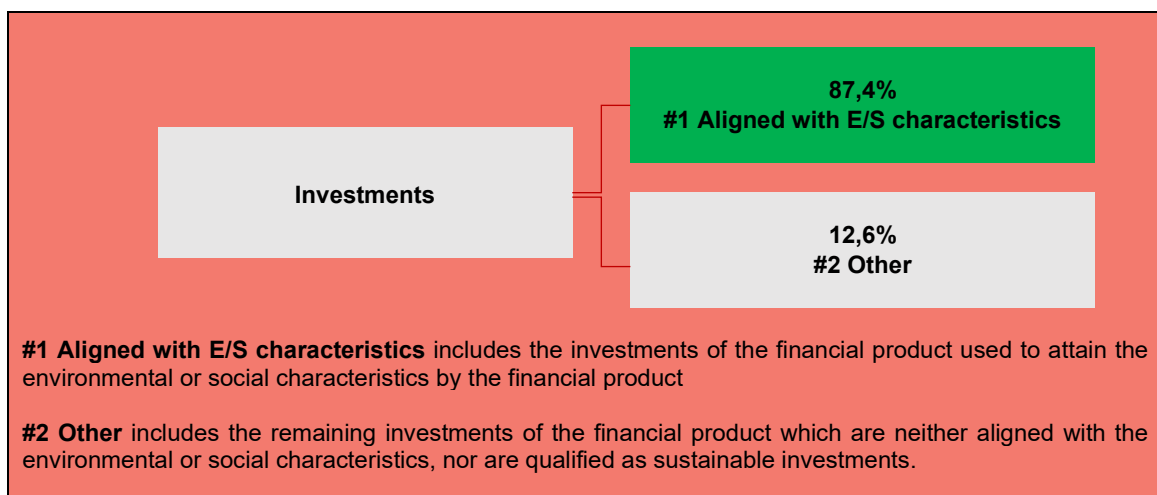 87,4%
#1 Aligned with E/S characteristics
Investments
12,6%
#2 Other
#1 Aligned with E/S characteristics includes the investments of the financial product used to attain the
environmental or social characteristics by the financial product
#2 Other includes the remaining investments of the financial product which are neither aligned with the
environmental or social characteristics, nor are qualified as sustainable investments.